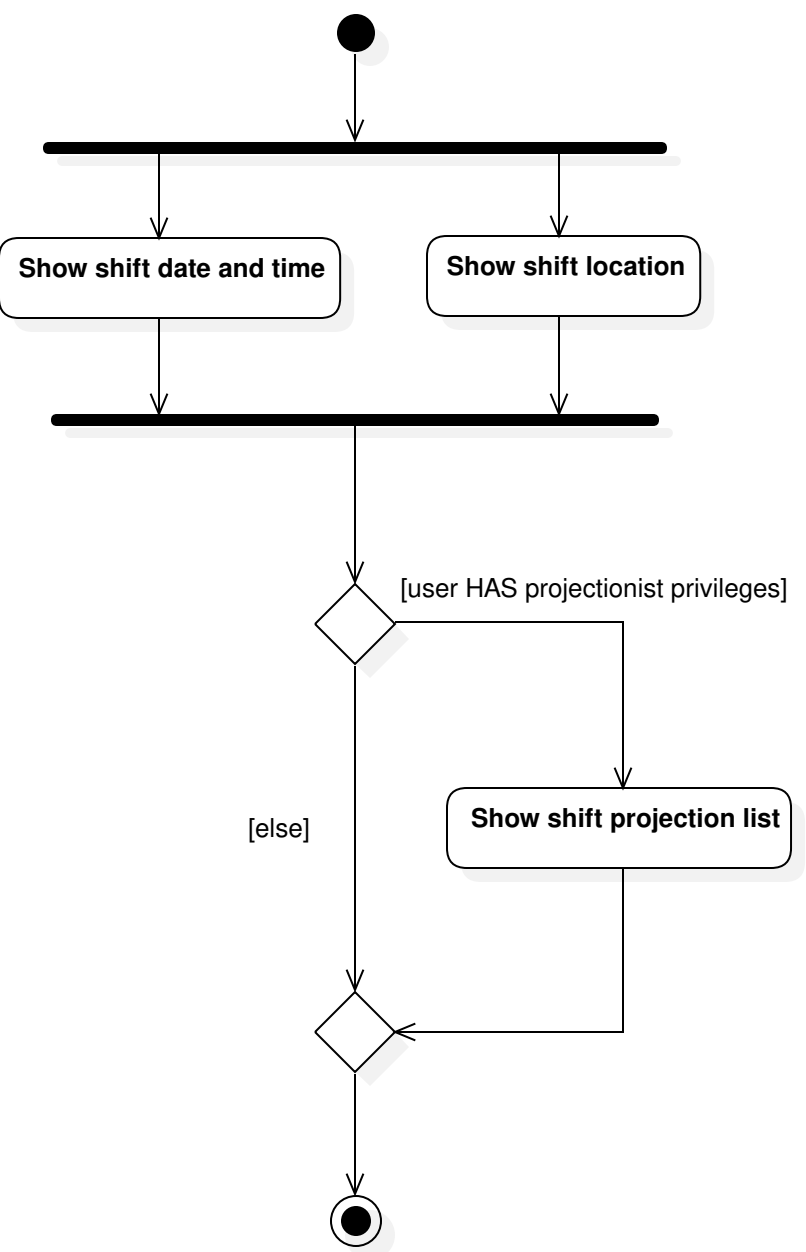 Show shift date and time
Show shift location
[user HAS projectionist privileges]
Show shift projection list
[else]